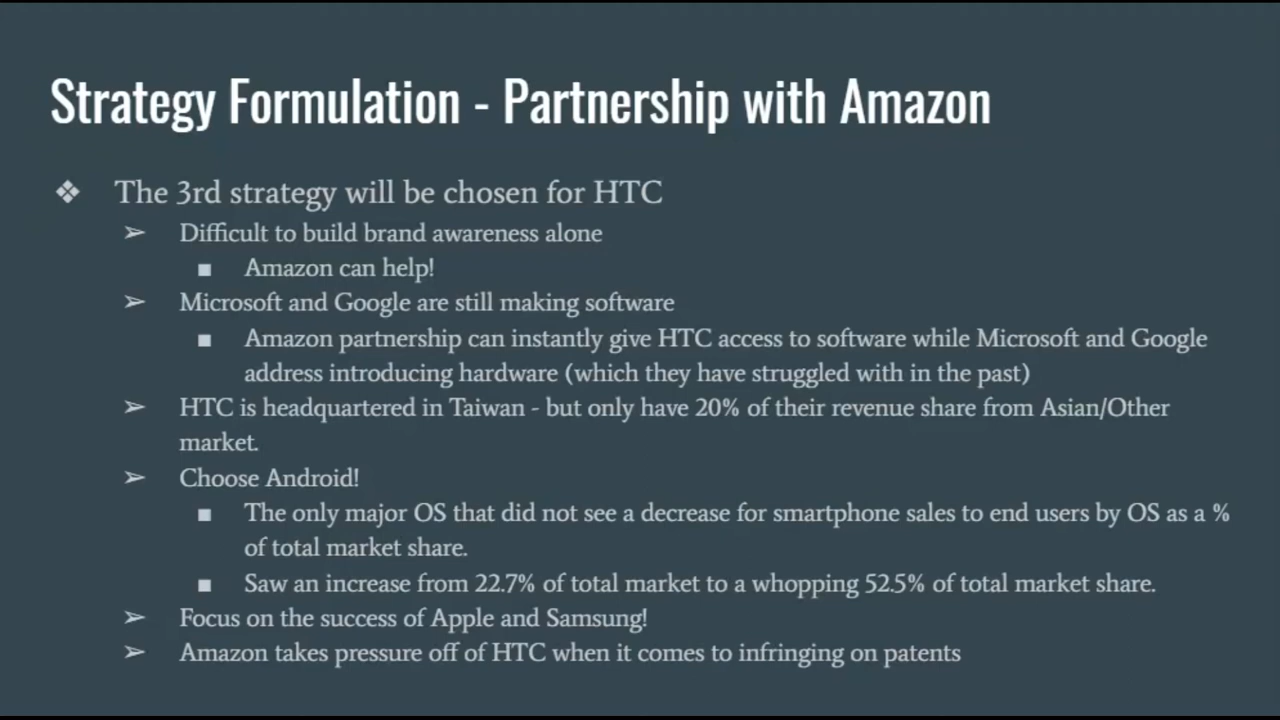 Strategy Formulation - Partnership with Amazon
❖ The 3rd strategy will be chosen for HTC
➢ Difficult to build brand awareness alone
■ Amazon can help!
➢ Microsoft and Google are still making software
■ Amazon partnership can instantly give HTC access to software while Microsoft and Google
address introducing hardware (which they have struggled with in the past)
➢ HTC is headquartered in Taiwan - but only have 20% of their revenue share from Asian/Other
market.
➢ Choose Android!
■ The only major OS that did not see a decrease for smartphone sales to end users by OS as a %
of total market share.
■ Saw an increase from 22.7% of total market to a whopping 52.5% of total market share.
➢ Focus on the success of Apple and Samsung!
➢ Amazon takes pressure off of HTC when it comes to infringing on patents